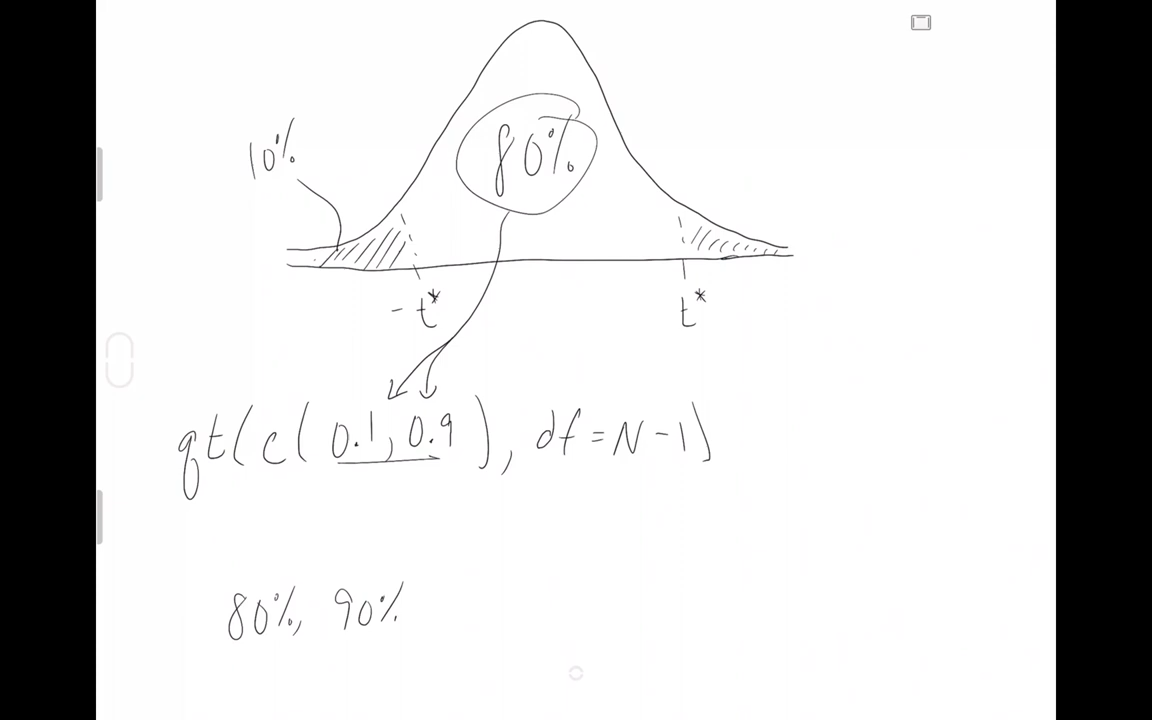 80%
10%
- t*
t*
qt(c(0.1, 0.9), df=N-1)
80%, 90%